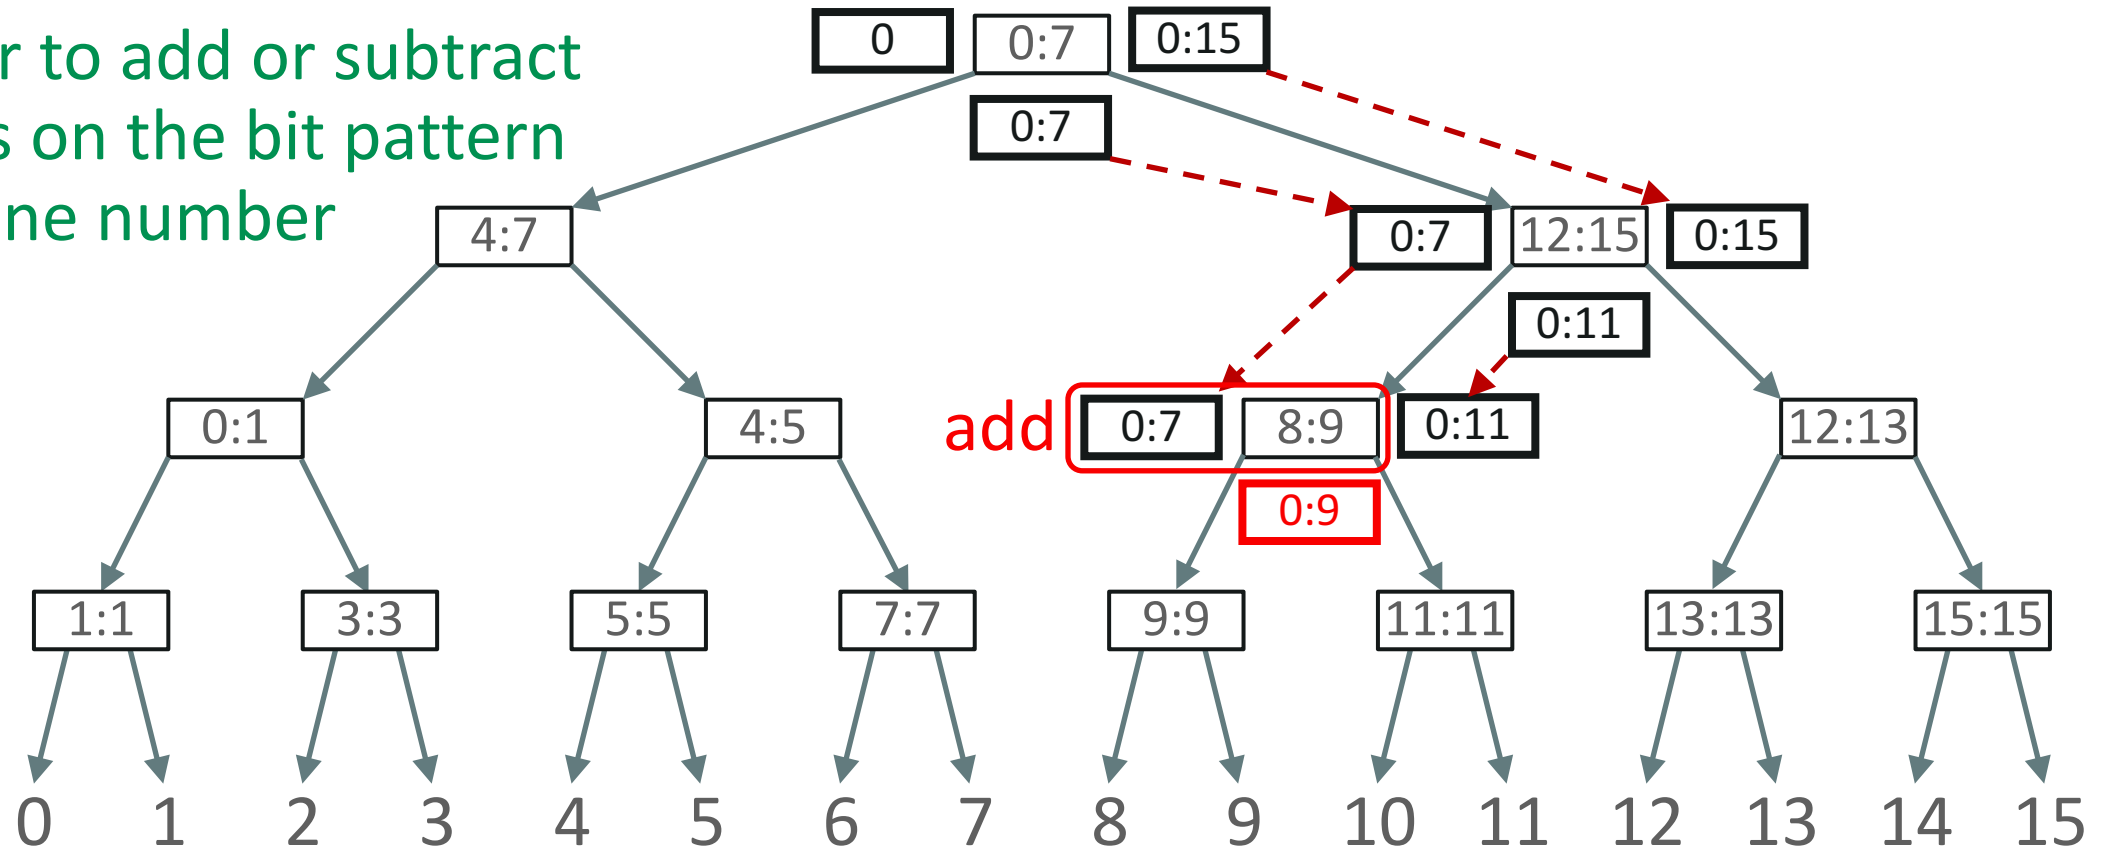 r to add or subtract
s on the bit pattern
ne number
0 0:7 0:15
0:7
4:7 0:7 12:15 0:15
0:11
0:1 4:5 add 0:7 8:9 0:11 12:13
0:9
1:1 3:3 5:5 7:7 9:9 11:11 13:13 15:15
0 1 2 3 4 5 6 7 8 9 10 11 12 13 14 15